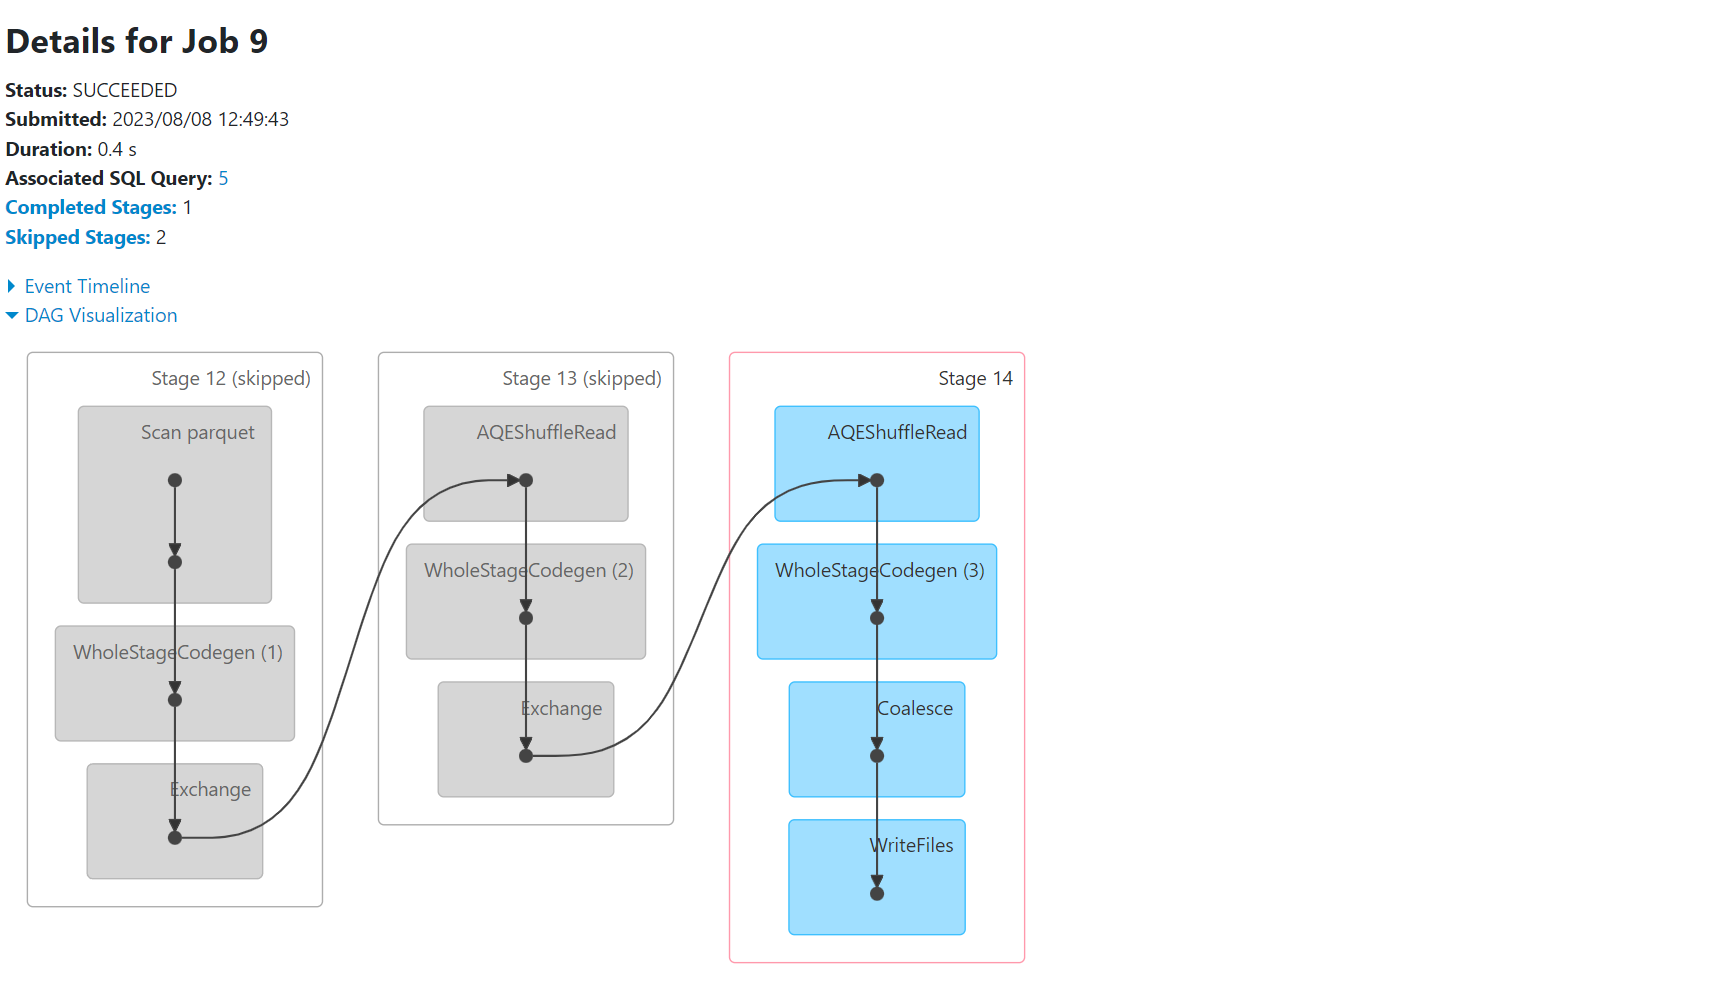 Details for Job 9
Status: SUCCEEDED
Submitted: 2023/08/08 12:49:43
Duration: 0.4 s
Associated SQL Query: 5
Completed Stages: 1
Skipped Stages: 2
Event Timeline
DAG Visualization
Stage 12 (skipped)
Scan parquet
WholeStageCodegen (1)
Exchange
Stage 13 (skipped)
AQEShuffleRead
WholeStageCodegen (2)
Exchange
Stage 14
AQEShuffleRead
WholeStageCodegen (3)
Coalesce
WriteFiles